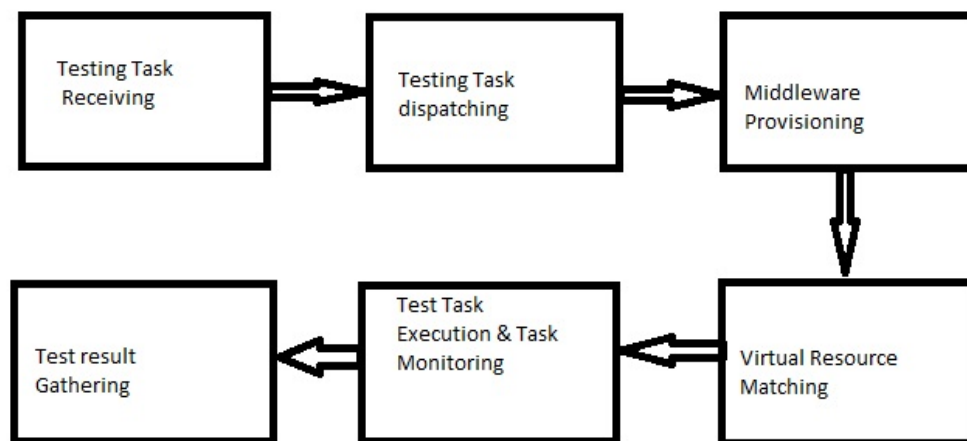 Testing Task
Receiving
Testing Task
dispatching
Middleware
Provisioning
Virtual Resource
Matching
Test Task
Execution & Task
Monitoring
Test result
Gathering